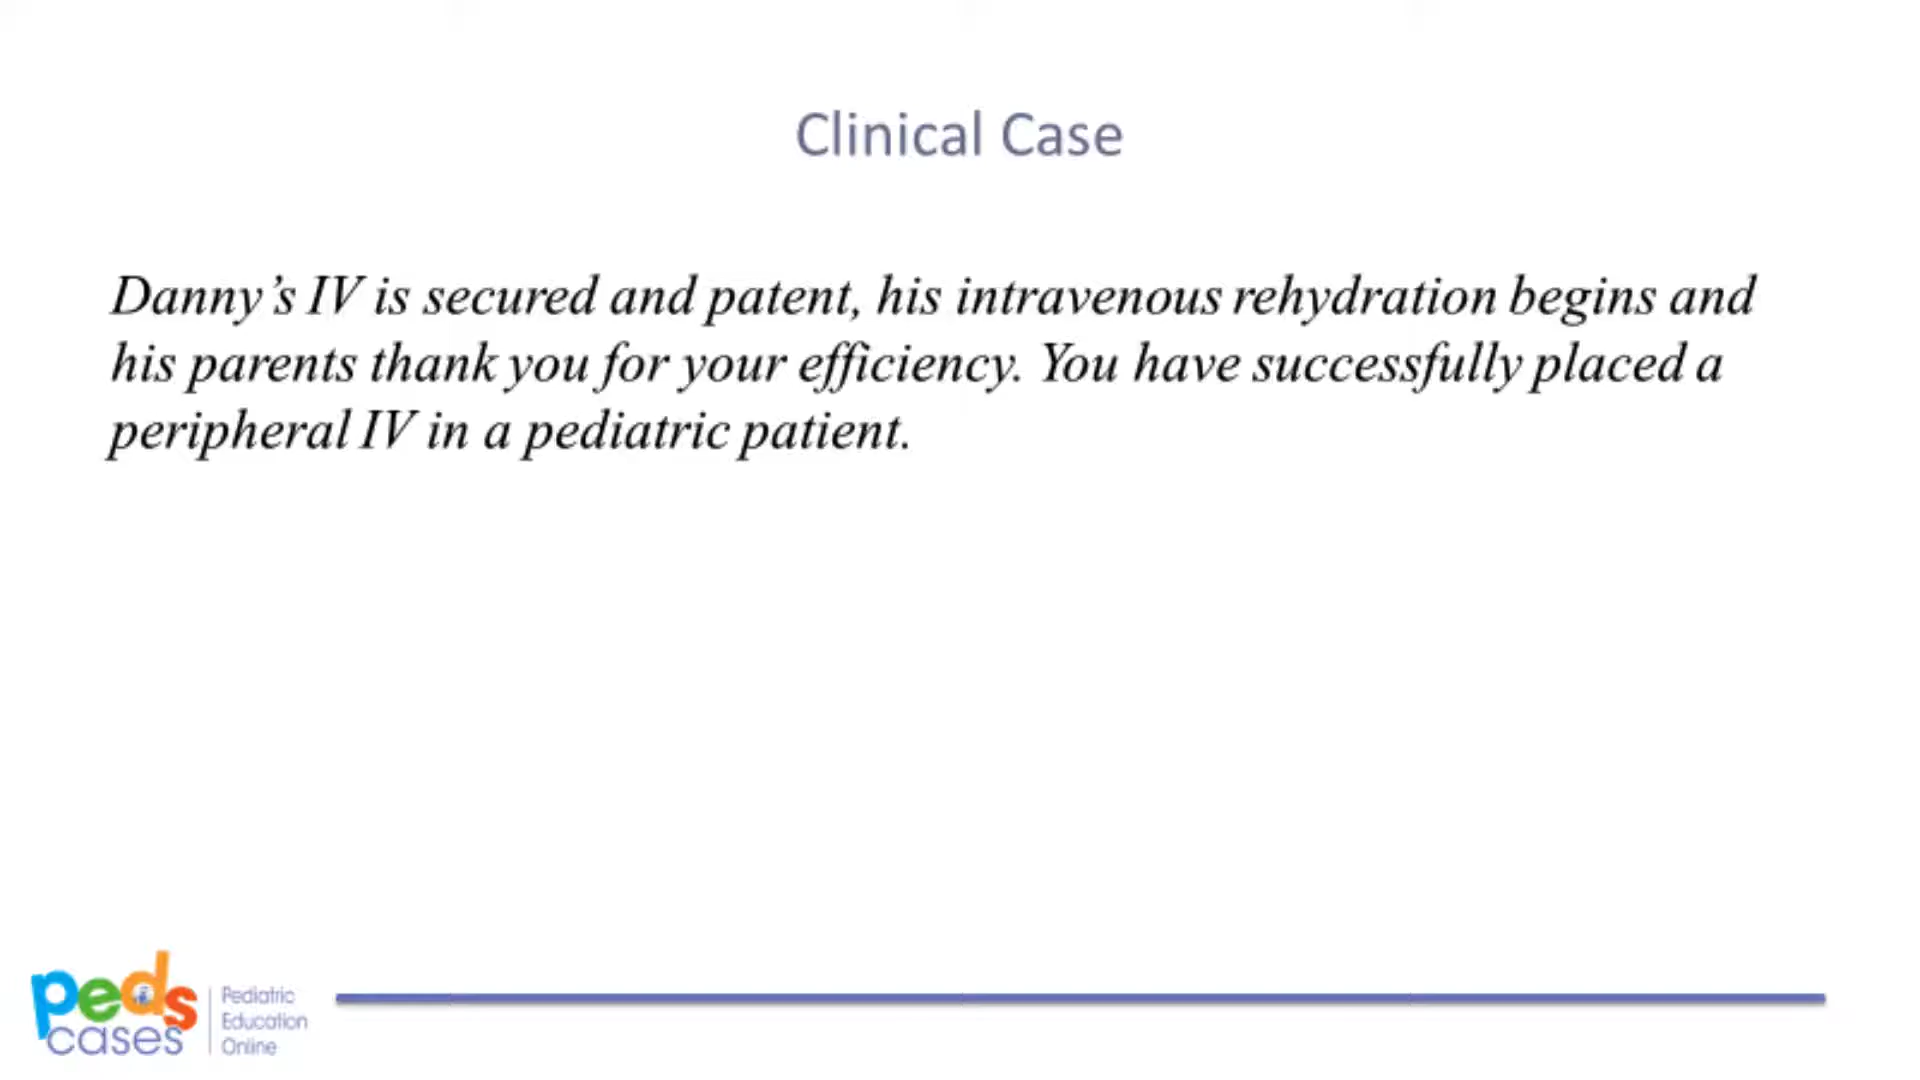 Clinical Case
Danny’s IV is secured and patent, his intravenous rehydration begins and
his parents thank you for your efficiency. You have successfully placed a
peripheral IV in a pediatric patient.
peds
cases
Pediatric
Education
Online